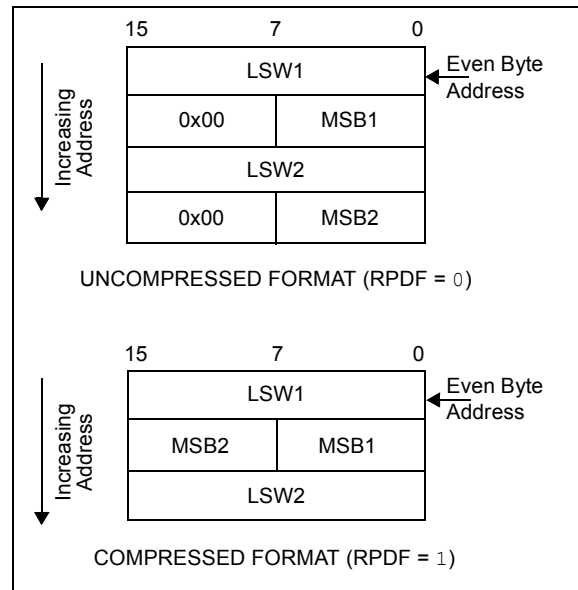 15 7 0
LSW1
Even Byte
Address
0x00 MSB1
LSW2
0x00 MSB2
Increasing
Address
UNCOMPRESSED FORMAT (RPDF = 0)
15 7 0
LSW1
Even Byte
Address
MSB2 MSB1
LSW2
Increasing
Address
COMPRESSED FORMAT (RPDF = 1)